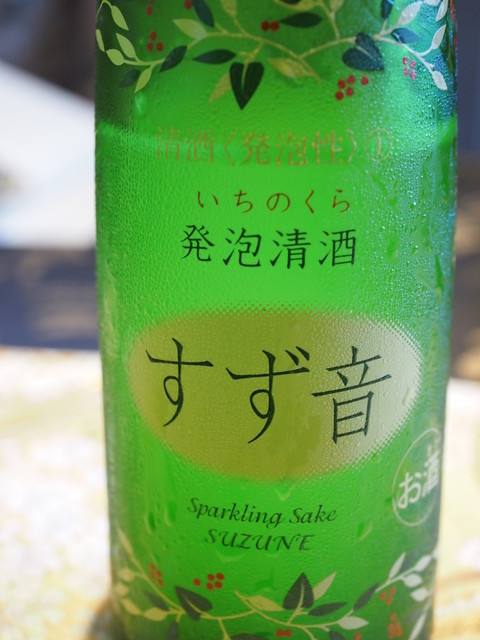 清酒〈発泡性〉①
いちのくら
発泡清酒
すず音
お酒
Sparkling Sake
SUZUNE